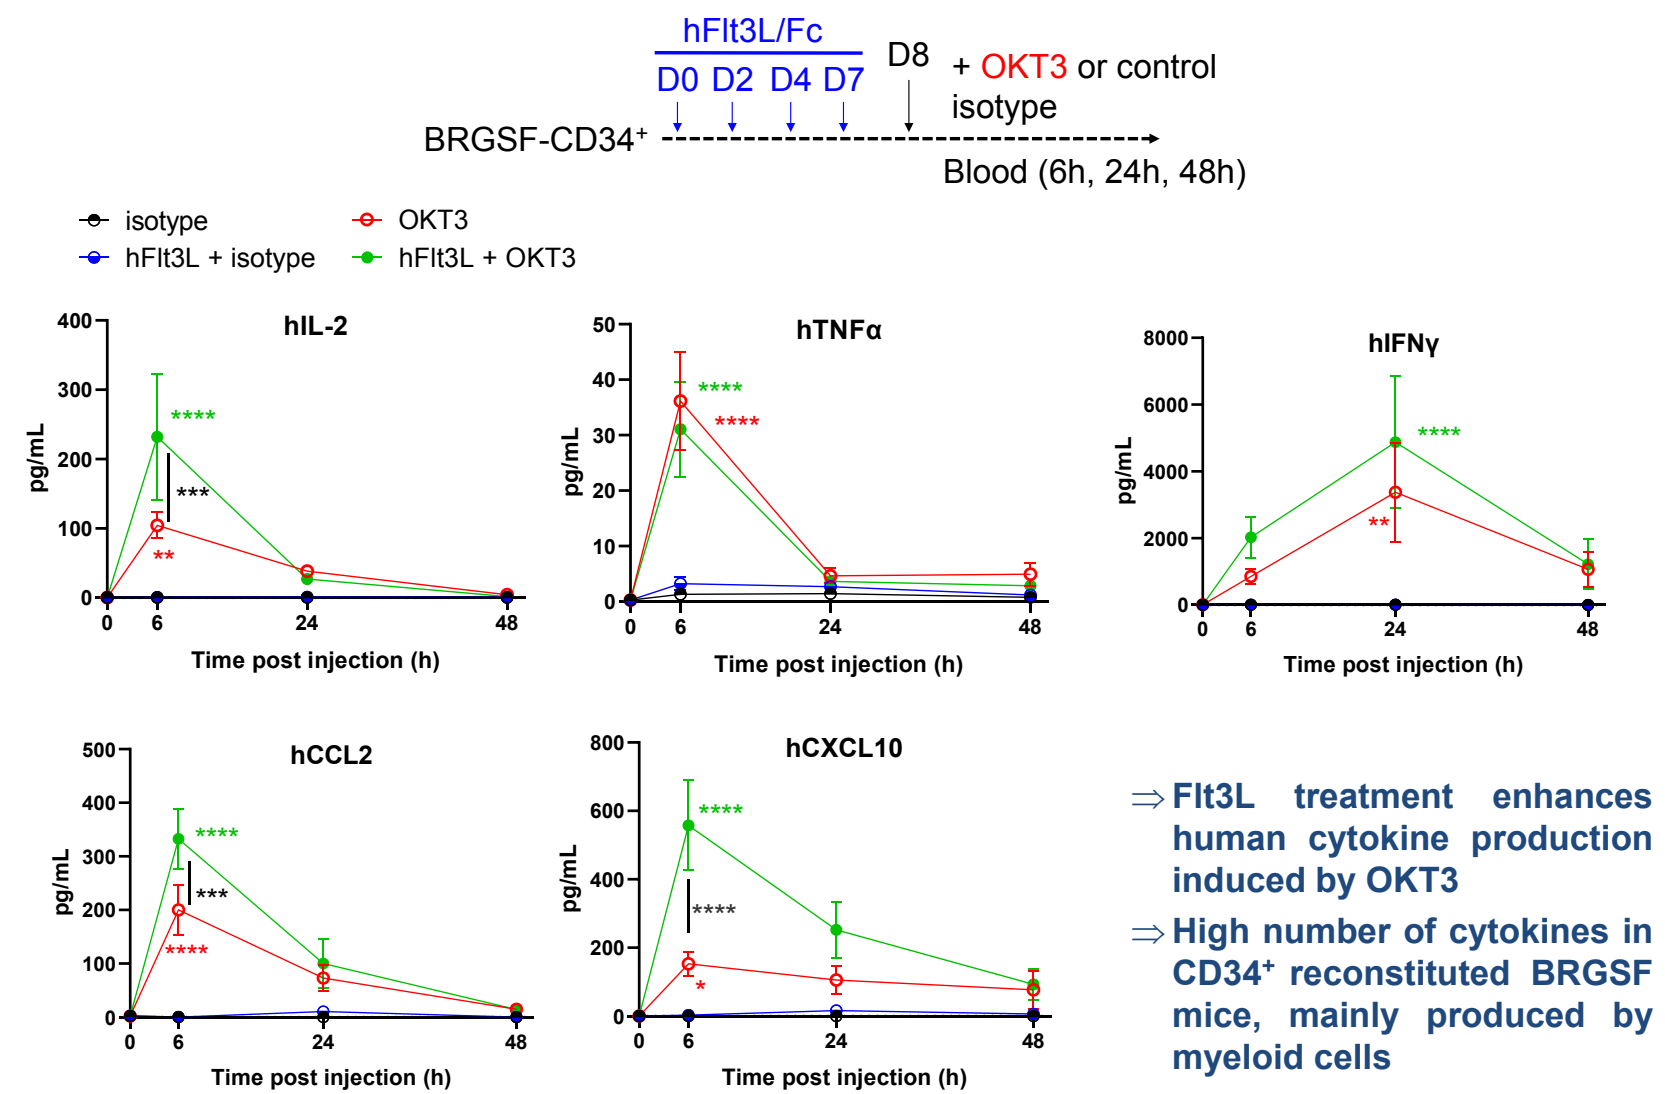 hFlt3L/Fc
D0 D2 D4 D7
D8
+ OKT3 or control
isotype
BRGSF-CD34+
Blood (6h, 24h, 48h)
isotype
OKT3
hFlt3L + isotype
hFlt3L + OKT3
hIL-2
pg/mL
400
300
200
100
0
****
***
**
0 6 24 48
Time post injection (h)
hTNFα
pg/mL
50
40
30
20
10
0
****
****
0 6 24 48
Time post injection (h)
hIFNγ
pg/mL
8000
6000
4000
2000
0
****
**
0 6 24 48
Time post injection (h)
hCCL2
pg/mL
500
400
300
200
100
0
****
***
****
0 6 24 48
Time post injection (h)
hCXCL10
pg/mL
800
600
400
200
0
****
****
*
0 6 24 48
Time post injection (h)
⇒ Flt3L treatment enhances
human cytokine production
induced by OKT3
⇒ High number of cytokines in
CD34+ reconstituted BRGSF
mice, mainly produced by
myeloid cells